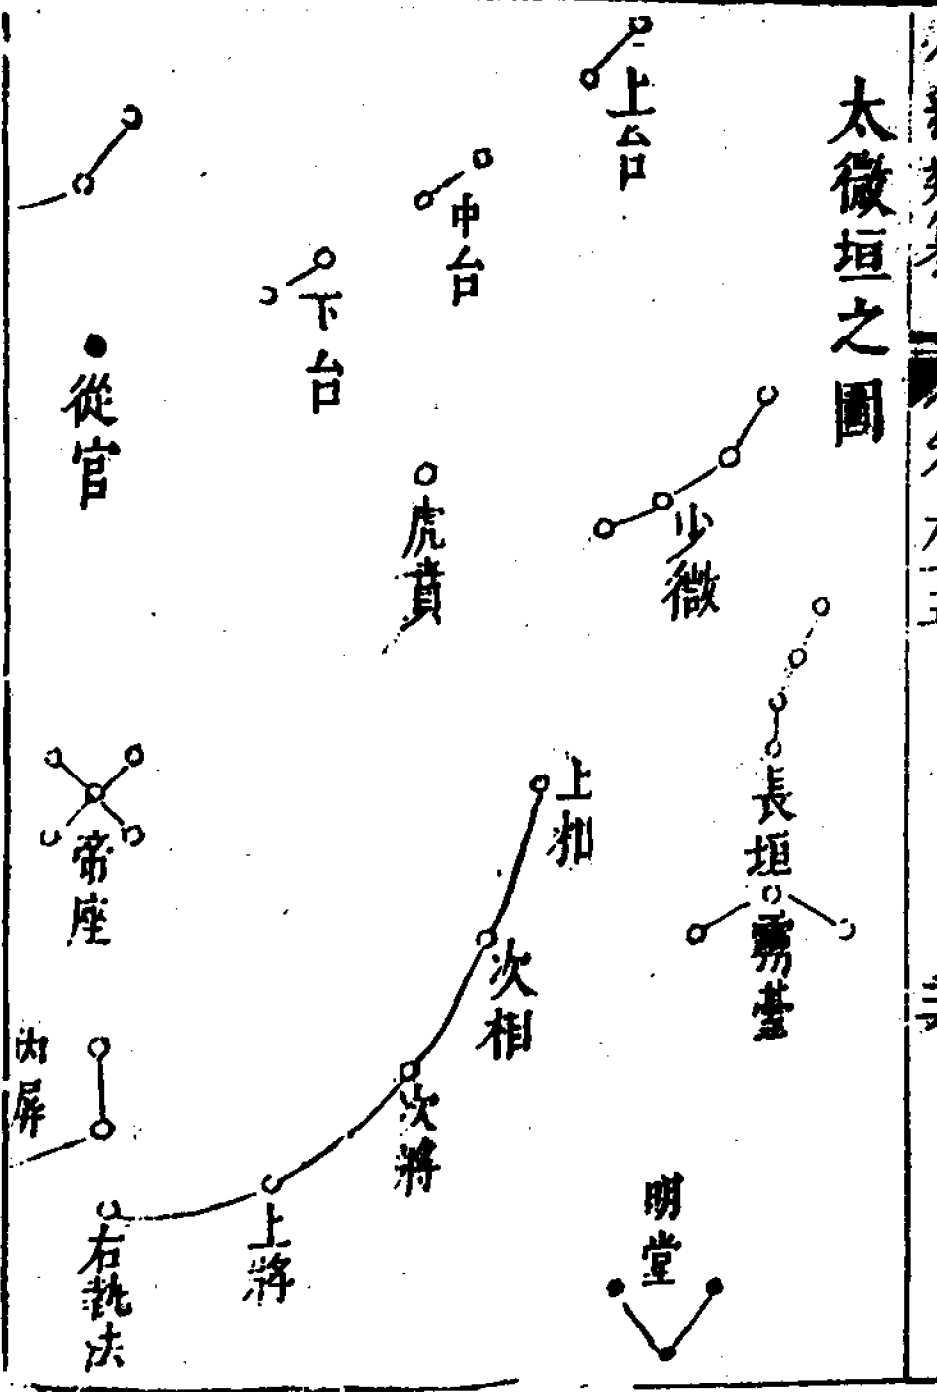 太微垣之圖
上台
中台
下台
從官
虎賁
少微
長垣
靈臺
上相
次相
次將
上將
右執法
帝座
內屏
明堂